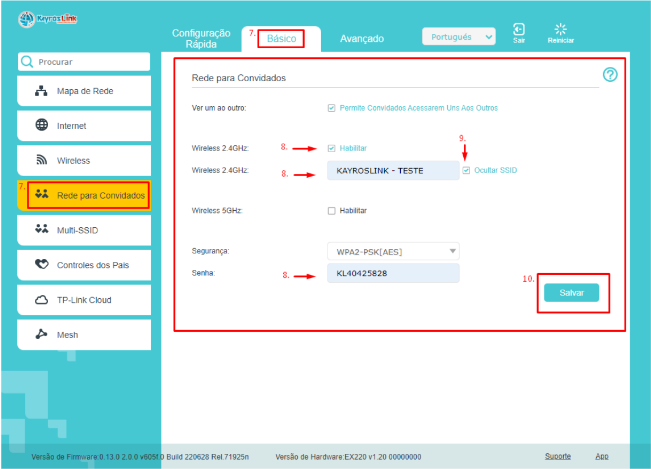 KayrosLink
Configuração Rápida
7.
Básico
Avançado
Português
Sair
Reiniciar
Procurar
Mapa de Rede
Internet
Wireless
7.
Rede para Convidados
Multi-SSID
Controles dos Pais
TP-Link Cloud
Mesh
Rede para Convidados
Ver um ao outro:
Permite Convidados Acessarem Uns Aos Outros
9.
Wireless 2.4GHz:
8.
Habilitar
Wireless 2.4GHz:
8.
KAYROSLINK - TESTE
Ocultar SSID
Wireless 5GHz:
Habilitar
Segurança:
WPA2-PSK[AES]
Senha:
8.
KL40425828
10.
Salvar
Versão de Firmware:0.13.0 2.0.0 v605f.0 Build 220628 Rel.71925n
Versão de Hardware:EX220 v1.20 00000000
Suporte
App